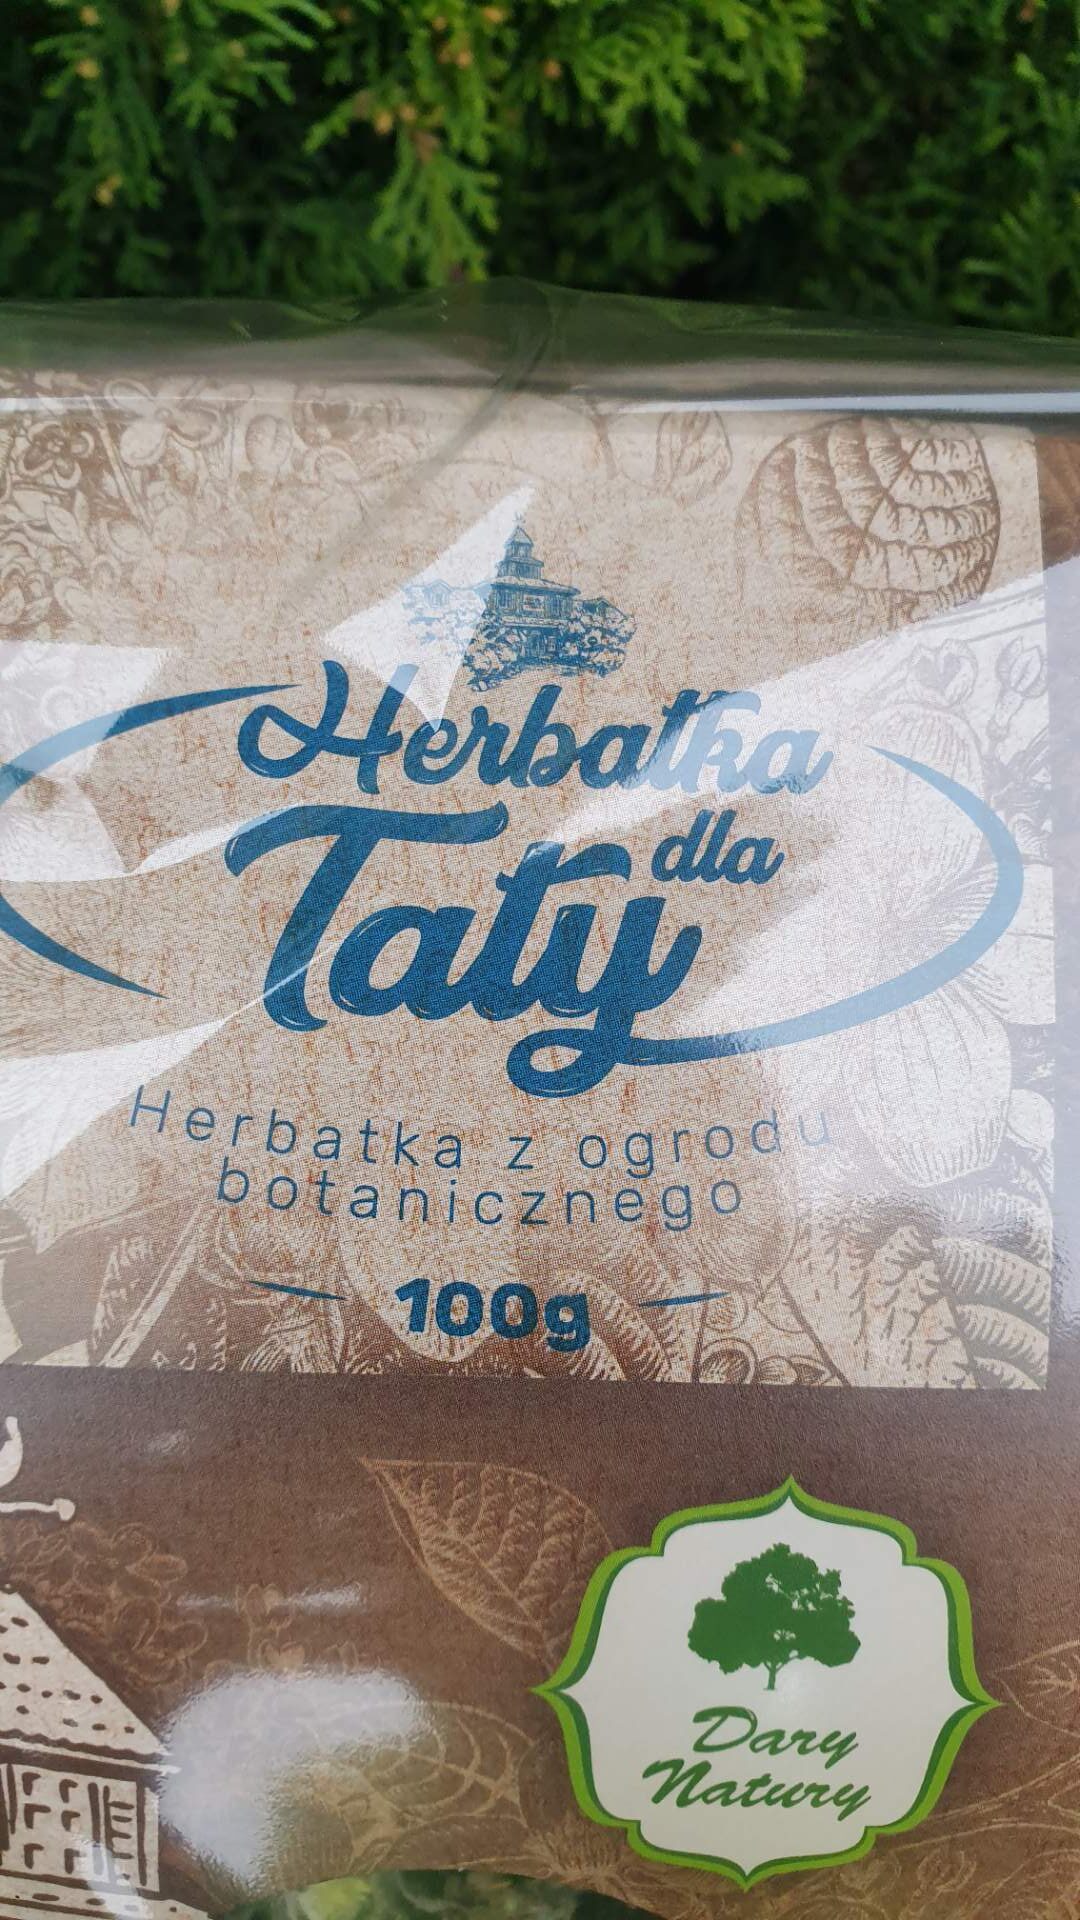 Herbatka
dla
Taty
Herbatka z ogrodu
botanicznego
100g
Dary
Natury